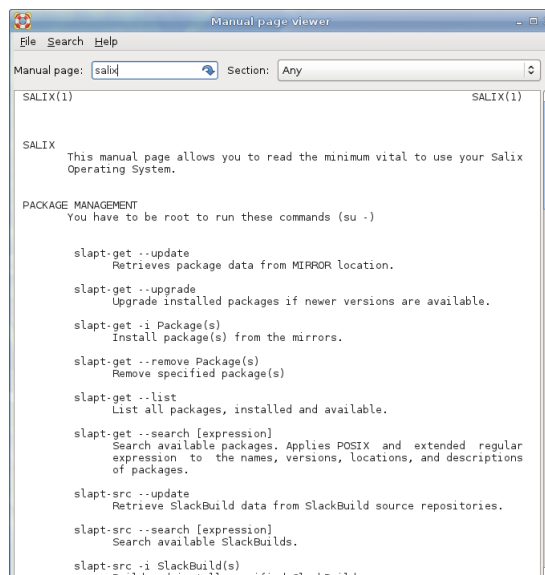 Manual page viewer
File Search Help
Manual page: salix Section: Any
SALIX(1) SALIX(1)
SALIX
This manual page allows you to read the minimum vital to use your Salix
Operating System.
PACKAGE MANAGEMENT
You have to be root to run these commands (su -)
slapt-get --update
Retrieves package data from MIRROR location.
slapt-get --upgrade
Upgrade installed packages if newer versions are available.
slapt-get -i Package(s)
Install package(s) from the mirrors.
slapt-get --remove Package(s)
Remove specified package(s)
slapt-get --list
List all packages, installed and available.
slapt-get --search [expression]
Search available packages. Applies POSIX and extended regular
expression to the names, versions, locations, and descriptions
of packages.
slapt-src --update
Retrieve SlackBuild data from SlackBuild source repositories.
slapt-src --search [expression]
Search available SlackBuilds.
slapt-src -i SlackBuild(s)